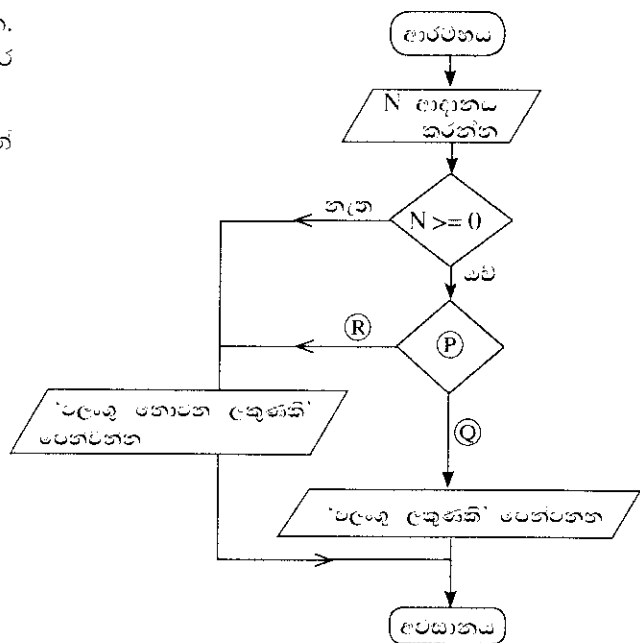 ආරම්භය
N ආදානය
කරන්න
නැත
N >= 0
ඔව්
R
P
'වලංගු නොවන ලකුණකි'
පෙන්වන්න
Q
'වලංගු ලකුණකි' පෙන්වන්න
අවසානය